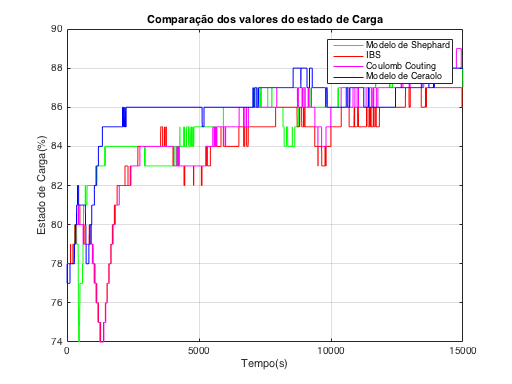 Comparação dos valores do estado de Carga
90
88
86
84
82
80
78
76
74
Estado de Carga(%)
Modelo de Shephard
IBS
Coulomb Couting
Modelo de Ceraolo
0
5000
10000
15000
Tempo(s)